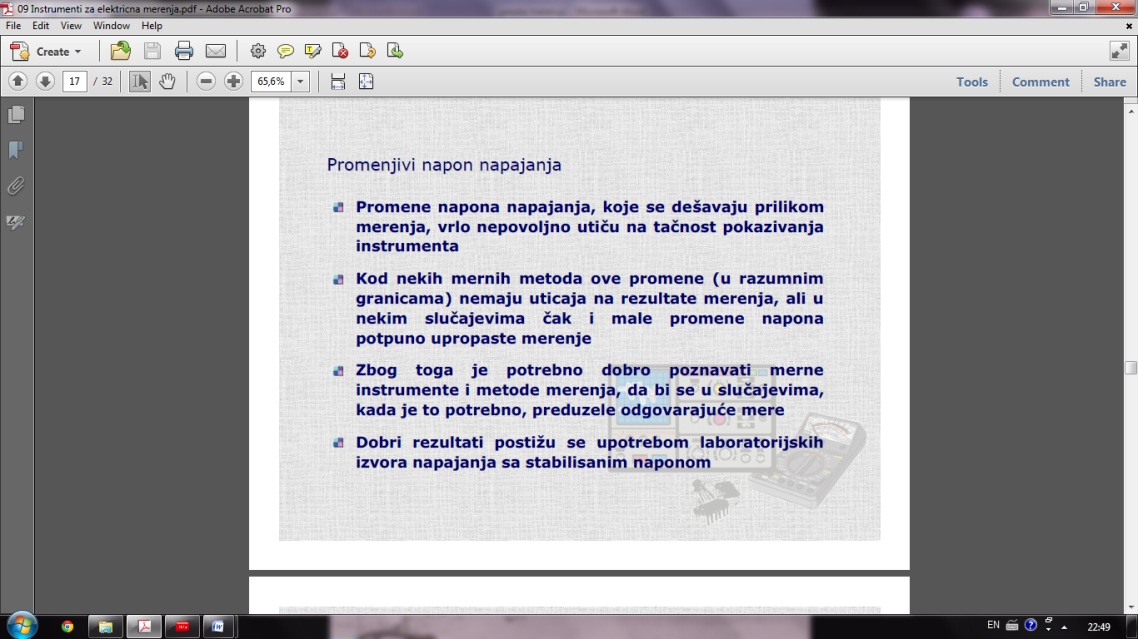 09 Instrumenti za elektricna merenja.pdf - Adobe Acrobat Pro
File Edit View Window Help
Create
17 / 32 65,6% Tools Comment Share
Promenjivi napon napajanja
Promene napona napajanja, koje se dešavaju prilikom
merenja, vrlo nepovoljno utiču na tačnost pokazivanja
instrumenta
Kod nekih mernih metoda ove promene (u razumnim
granicama) nemaju uticaja na rezultate merenja, ali u
nekim slučajevima čak i male promene napona
potpuno upropaste merenje
Zbog toga je potrebno dobro poznavati merne
instrumente i metode merenja, da bi se u slučajevima,
kada je to potrebno, preduzele odgovarajuće mere
Dobri rezultati postižu se upotrebom laboratorijskih
izvora napajanja sa stabilisanim naponom
EN 22:49